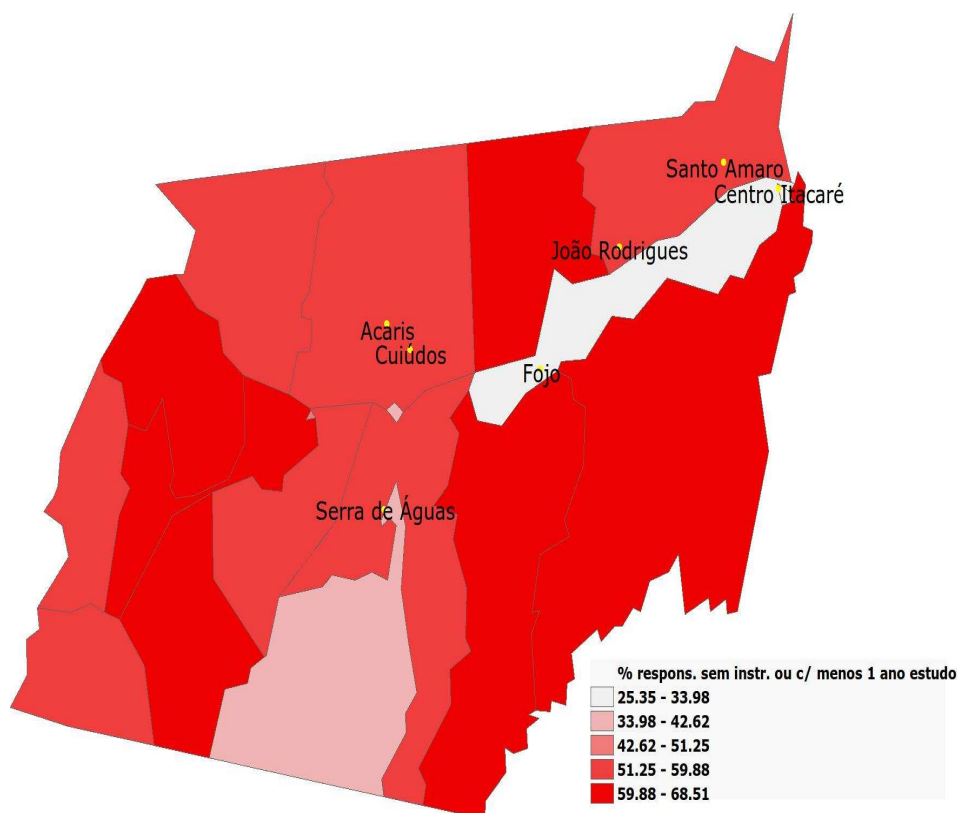 Santo Amaro
Centro Itacaré
João Rodrigues
Acaris
Cuiúdos
Fojo
Serra de Águas
% respons. sem instr. ou c/ menos 1 ano estudo
25.35 - 33.98
33.98 - 42.62
42.62 - 51.25
51.25 - 59.88
59.88 - 68.51